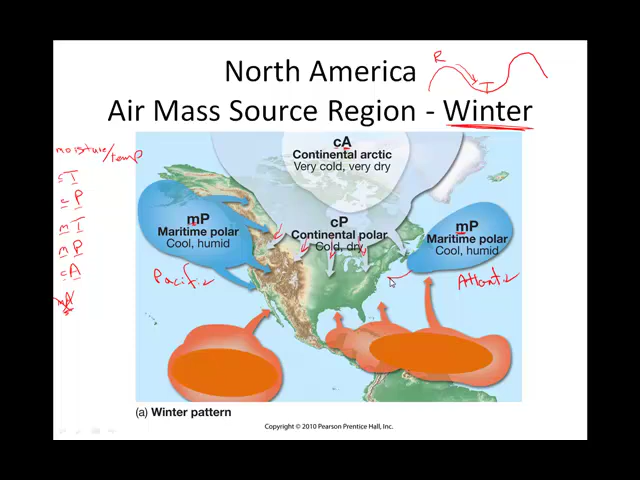 North America
Air Mass Source Region - Winter
R
T
moisture/temp
cT
cP
mT
mP
cA
mA
cA
Continental arctic
Very cold, very dry
mP
Maritime polar
Cool, humid
cP
Continental polar
Cold, dry
mP
Maritime polar
Cool, humid
Pacific
Atlantic
(a) Winter pattern
Copyright © 2010 Pearson Prentice Hall, Inc.